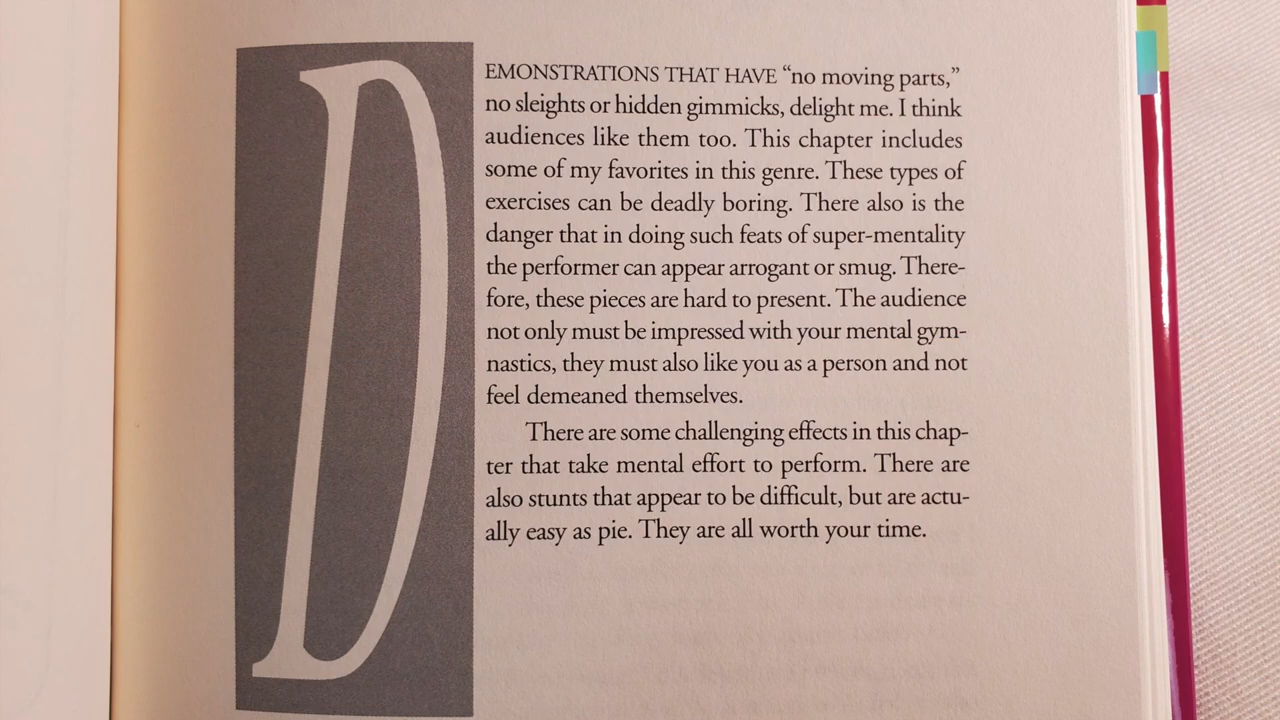 DEMONSTRATIONS THAT HAVE “no moving parts,”
no sleights or hidden gimmicks, delight me. I think
audiences like them too. This chapter includes
some of my favorites in this genre. These types of
exercises can be deadly boring. There also is the
danger that in doing such feats of super-mentality
the performer can appear arrogant or smug. There-
fore, these pieces are hard to present. The audience
not only must be impressed with your mental gym-
nastics, they must also like you as a person and not
feel demeaned themselves.
There are some challenging effects in this chap-
ter that take mental effort to perform. There are
also stunts that appear to be difficult, but are actu-
ally easy as pie. They are all worth your time.